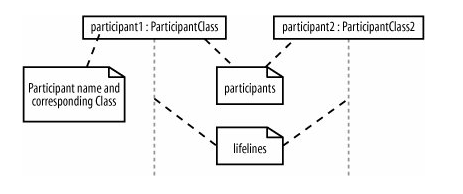 participant1 : ParticipantClass
participant2 : ParticipantClass2
Participant name and
corresponding Class
participants
lifelines